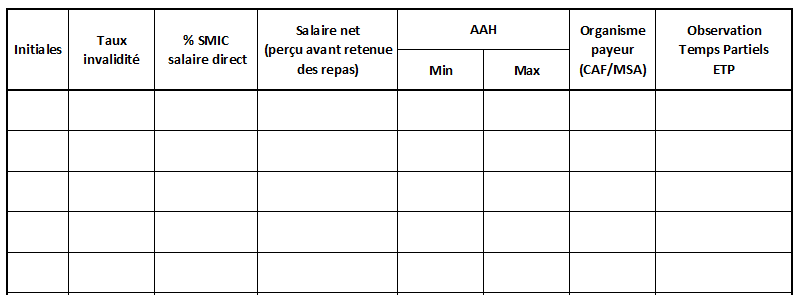 Initiales
Taux
invalidité
% SMIC
salaire direct
Salaire net
(perçu avant retenue
des repas)
AAH
Min
Max
Organisme
payeur
(CAF/MSA)
Observation
Temps Partiels
ETP